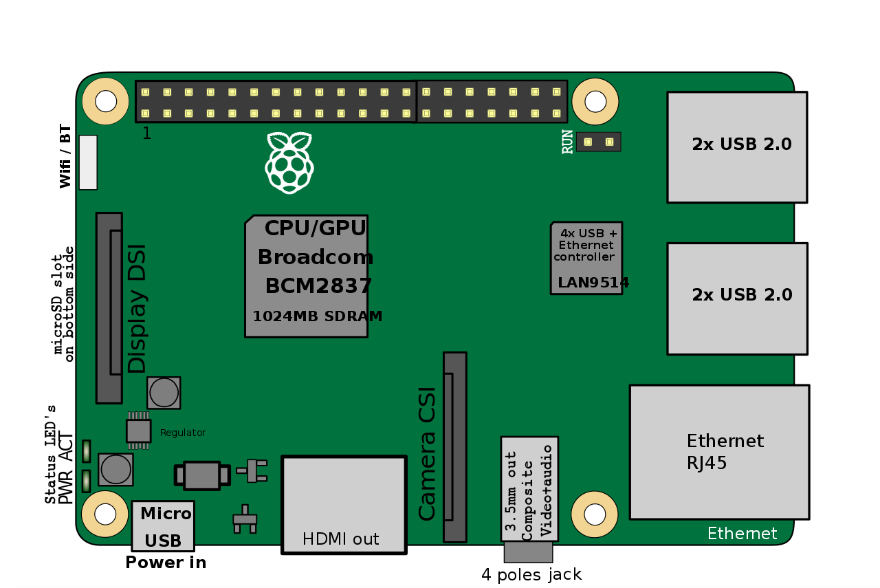 1
RUN
2x USB 2.0
Wifi / BT
CPU/GPU
Broadcom
BCM2837
1024MB SDRAM
4x USB +
Ethernet
controller
LAN9514
Display DSI
microSD slot
on bottom side
2x USB 2.0
Camera CSI
Regulator
Status LED's
PWR ACT
Ethernet
RJ45
3.5mm out
Composite
Video+audio
Micro
USB
HDMI out
Ethernet
Power in
4 poles jack